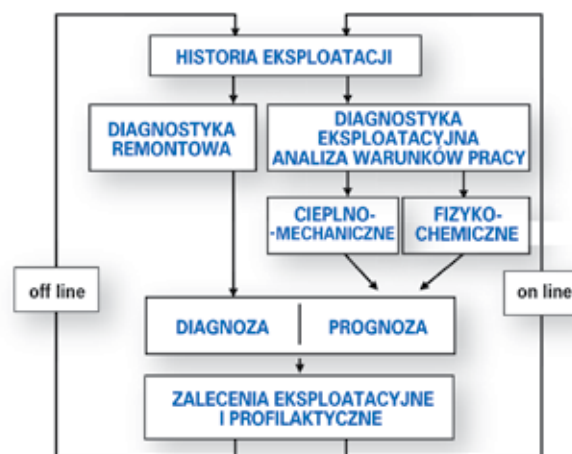 HISTORIA EKSPLOATACJI
DIAGNOSTYKA
REMONTOWA
DIAGNOSTYKA
EKSPLOATACYJNA
ANALIZA WARUNKÓW PRACY
CIEPLNO-
-MECHANICZNE
FIZYKO-
CHEMICZNE
off line
on line
DIAGNOZA | PROGNOZA
ZALECENIA EKSPLOATACYJNE
I PROFILAKTYCZNE